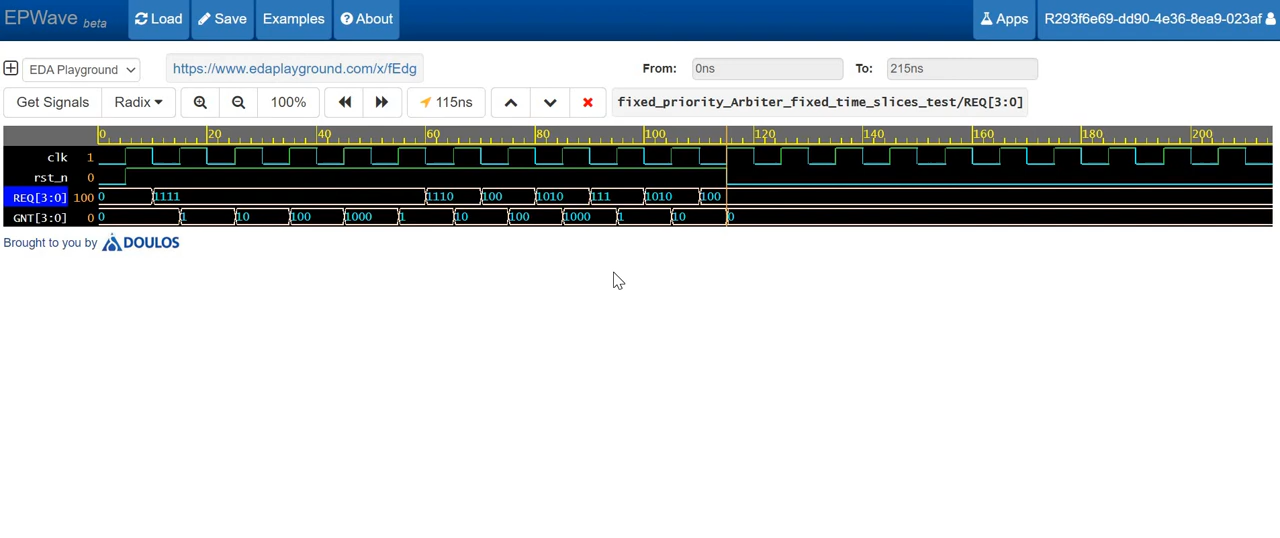 EPWave beta Load Save Examples About Apps R293f6e69-dd90-4e36-8ea9-023af
EDA Playground https://www.edaplayground.com/x/fEdg From: 0ns To: 215ns
Get Signals Radix 100% 115ns fixed_priority_Arbiter_fixed_time_slices_test/REQ[3:0]
0 20 40 60 80 100 120 140 160 180 200
clk 1
rst_n 0
REQ[3:0] 100 0 1111 1110 100 1010 111 1010 100
GNT[3:0] 0 0 1 10 100 1000 1 10 100 1000 1 10 0
Brought to you by DOULOS